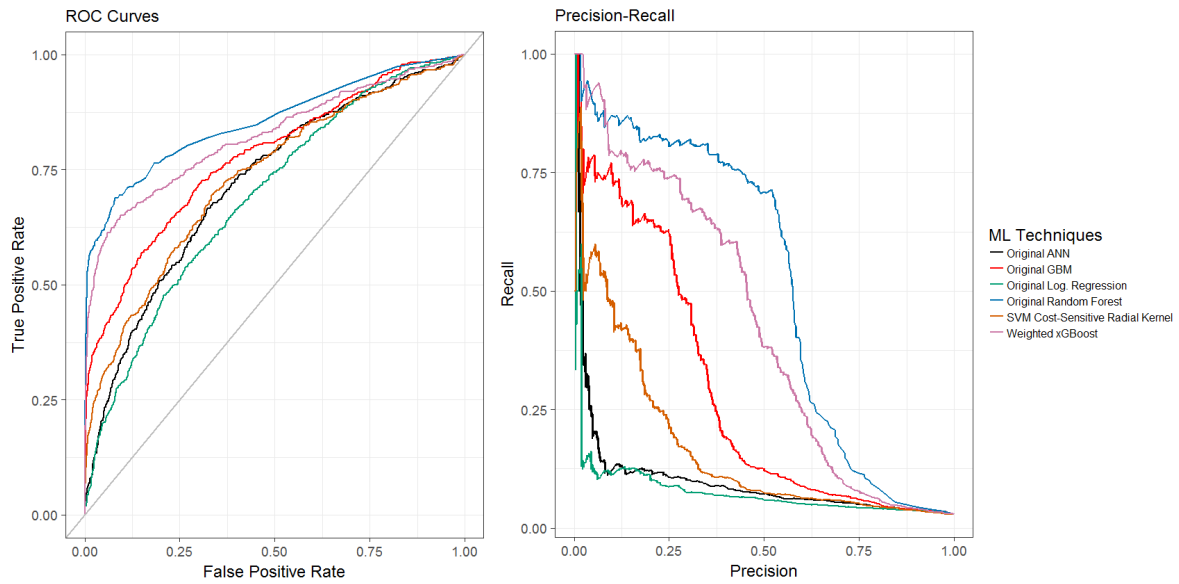 ROC Curves
1.00
0.75
0.50
0.25
0.00
True Positive Rate
0.00
0.25
0.50
0.75
1.00
False Positive Rate
Precision-Recall
1.00
0.75
0.50
0.25
0.00
Recall
0.00
0.25
0.50
0.75
1.00
Precision
ML Techniques
Original ANN
Original GBM
Original Log. Regression
Original Random Forest
SVM Cost-Sensitive Radial Kernel
Weighted xGBoost